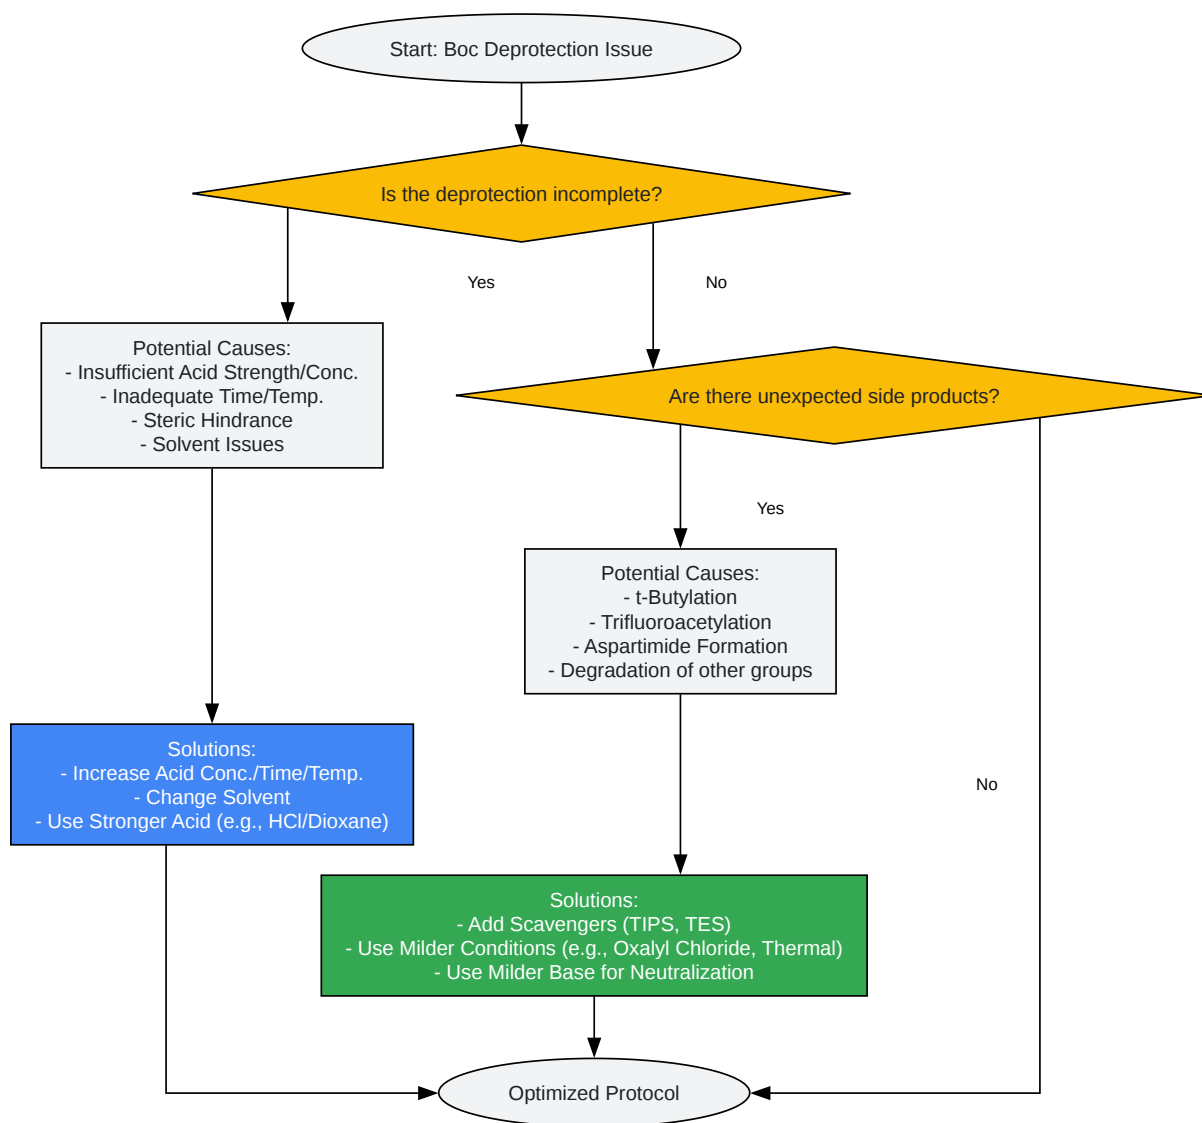 Start: Boc Deprotection Issue
Is the deprotection incomplete?
Yes
No
Potential Causes:
- Insufficient Acid Strength/Conc.
- Inadequate Time/Temp.
- Steric Hindrance
- Solvent Issues
Are there unexpected side products?
Yes
Potential Causes:
- t-Butylation
- Trifluoroacetylation
- Aspartimide Formation
- Degradation of other groups
Solutions:
- Increase Acid Conc./Time/Temp.
- Change Solvent
- Use Stronger Acid (e.g., HCl/Dioxane)
No
Solutions:
- Add Scavengers (TIPS, TES)
- Use Milder Conditions (e.g., Oxalyl Chloride, Thermal)
- Use Milder Base for Neutralization
Optimized Protocol